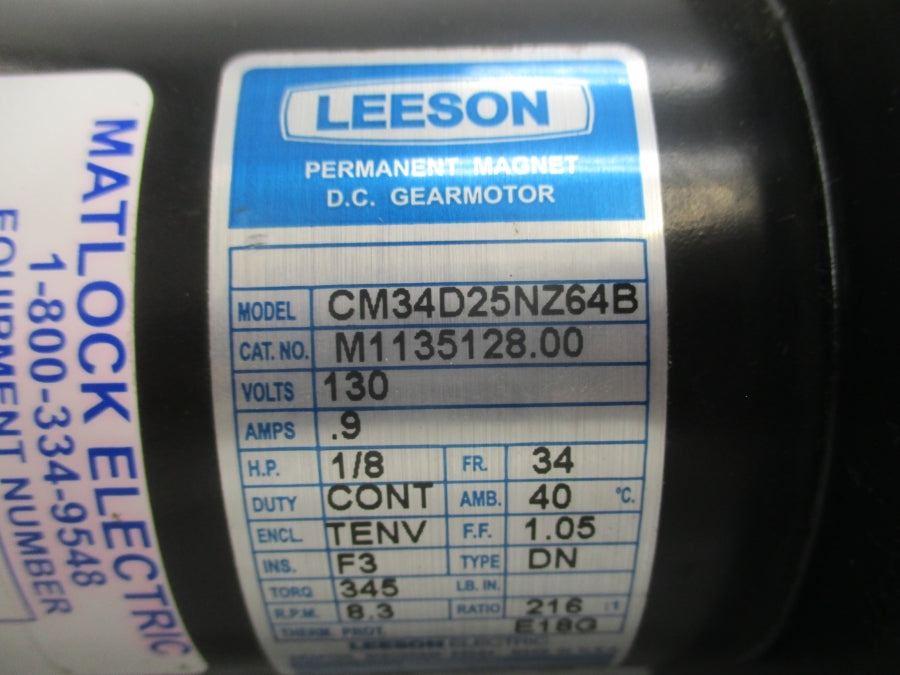 LEESON
PERMANENT MAGNET
D.C. GEARMOTOR
MODEL CM34D25NZ64B
CAT. NO. M1135128.00
VOLTS 130
AMPS .9
H.P. 1/8 FR. 34
DUTY CONT AMB. 40 °C.
ENCL. TENV F.F. 1.05
INS. F3 TYPE DN
TORQ 345 LB. IN.
R.P.M. 8.3 RATIO 216 :1
THERM. PROT. E18G
LEESON ELECTRIC
MATLOCK ELECTRIC
1-800-334-9548
EQUIPMENT NUMBER